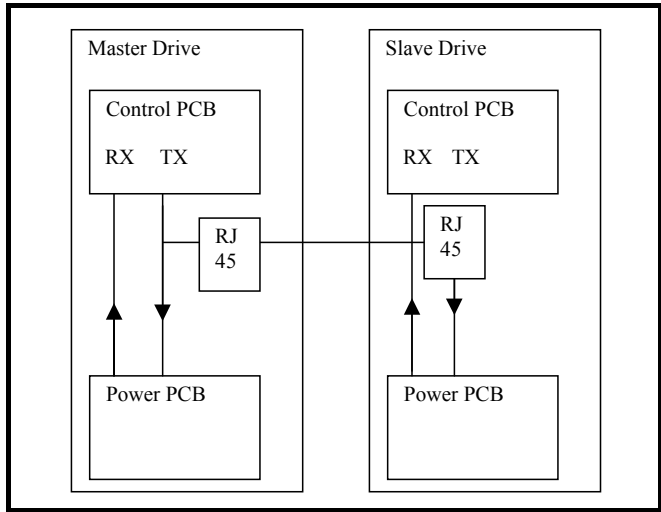 Master Drive
Control PCB
RX TX
RJ
45
Power PCB
Slave Drive
Control PCB
RX TX
RJ
45
Power PCB